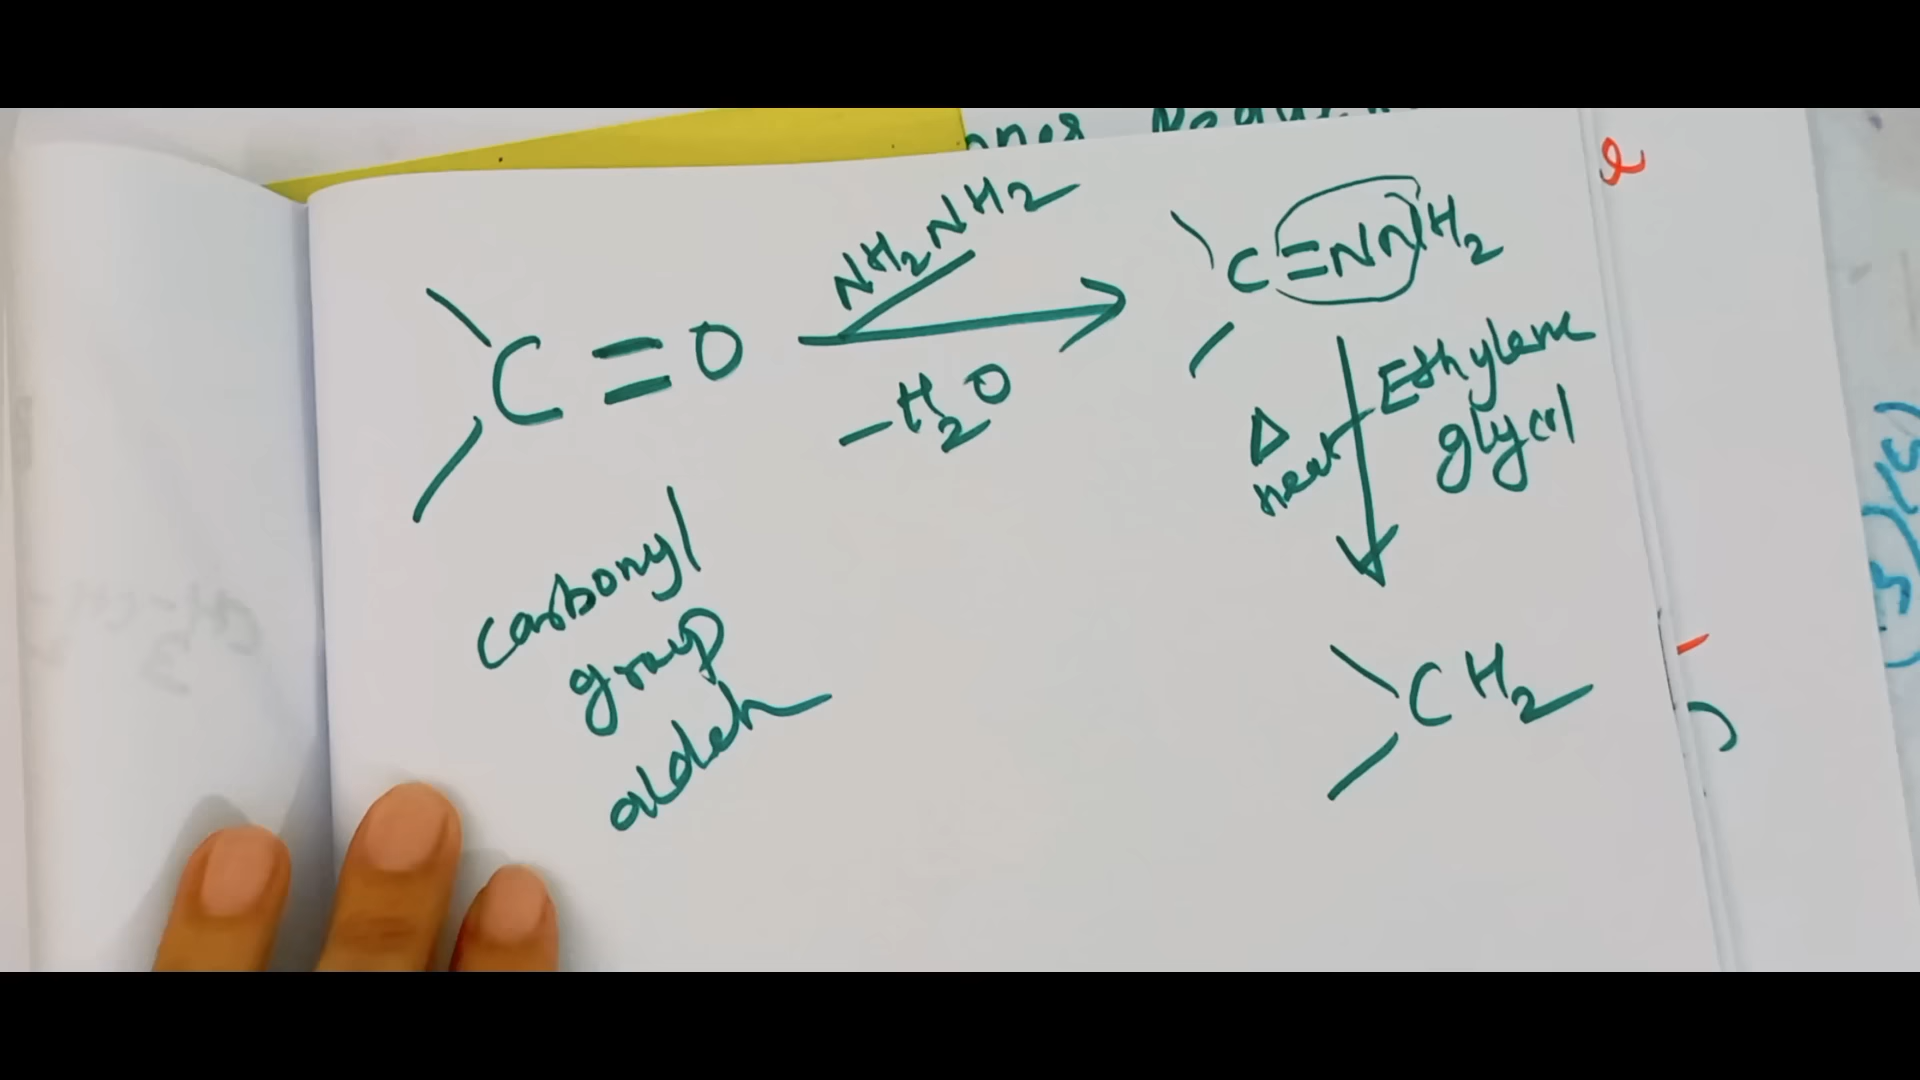 C=O
NH2NH2
-H2O
C=NNH2
carbonyl
group
aldeh
Δ
heat
Ethylene
glycol
CH2